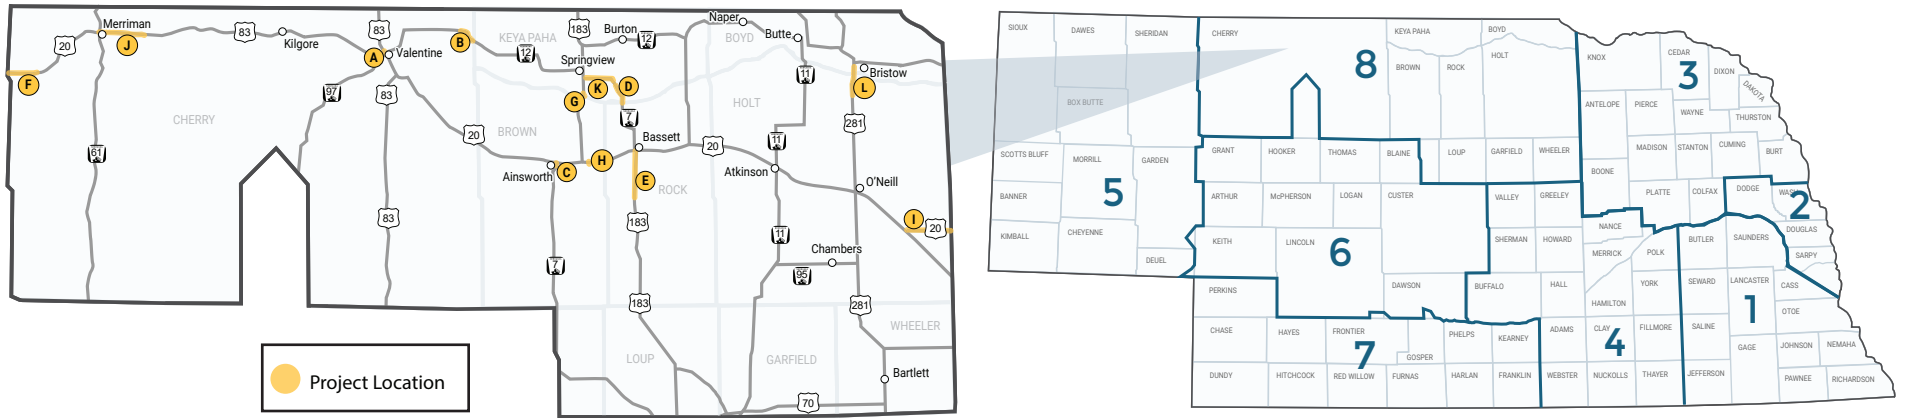 Merriman
83
Kilgore
20
J
F
A
Valentine
83
B
KEYA PAHA
12
183
Burton
12
Springview
Naper
BOYD
Butte
11
Bristow
L
K
D
G
7
HOLT
97
83
CHERRY
61
20
BROWN
Bassett
20
11
281
H
Ainsworth
C
E
ROCK
Atkinson
O'Neill
I
20
83
183
11
Chambers
95
7
183
281
WHEELER
LOUP
GARFIELD
Bartlett
70
Project Location
SIOUX
DAWES
SHERIDAN
CHERRY
KEYA PAHA
BOYD
8
BROWN
ROCK
HOLT
KNOX
CEDAR
3
DIXON
DAKOTA
BOX BUTTE
ANTELOPE
PIERCE
WAYNE
THURSTON
SCOTTS BLUFF
MORRILL
GARDEN
GRANT
HOOKER
THOMAS
BLAINE
LOUP
GARFIELD
WHEELER
MADISON
STANTON
CUMING
BURT
BOONE
BANNER
5
ARTHUR
McPHERSON
LOGAN
CUSTER
VALLEY
GREELEY
PLATTE
COLFAX
DODGE
WASH
2
KIMBALL
CHEYENNE
KEITH
LINCOLN
6
SHERMAN
HOWARD
NANCE
MERRICK
POLK
BUTLER
SAUNDERS
DOUGLAS
SARPY
DEUEL
PERKINS
DAWSON
BUFFALO
HALL
HAMILTON
YORK
SEWARD
LANCASTER
CASS
1
OTOE
CHASE
HAYES
FRONTIER
7
GOSPER
PHELPS
KEARNEY
ADAMS
CLAY
4
FILLMORE
SALINE
GAGE
JOHNSON
NEMAHA
DUNDY
HITCHCOCK
RED WILLOW
FURNAS
HARLAN
FRANKLIN
WEBSTER
NUCKOLLS
THAYER
JEFFERSON
PAWNEE
RICHARDSON